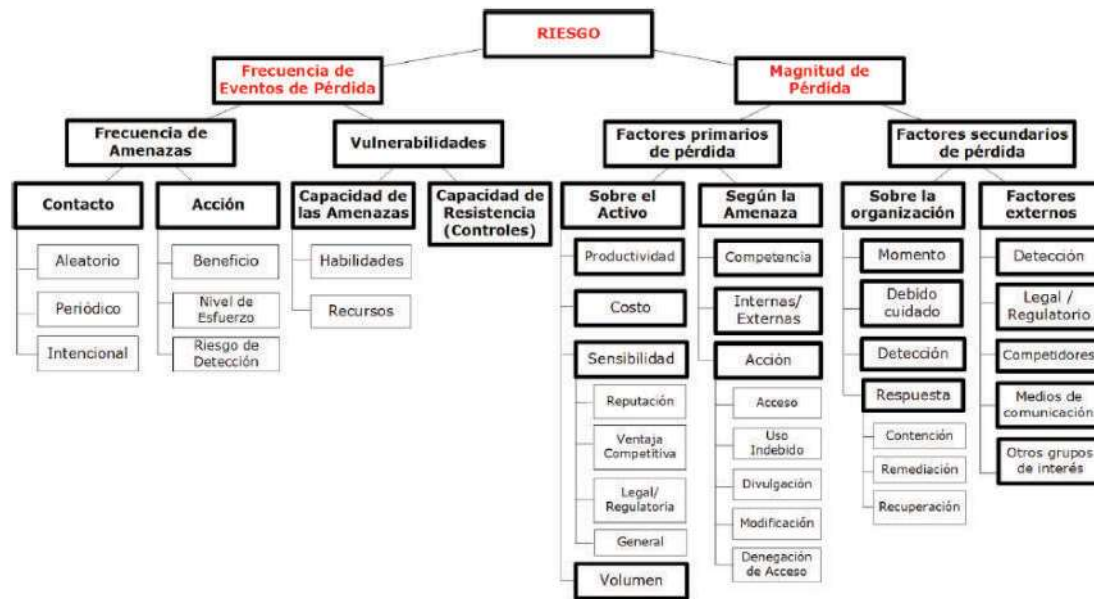 RIESGO
Frecuencia de
Eventos de Pérdida
Magnitud de
Pérdida
Frecuencia de
Amenazas
Vulnerabilidades
Factores primarios
de pérdida
Factores secundarios
de pérdida
Contacto
Acción
Capacidad de
las Amenazas
Capacidad de
Resistencia
(Controles)
Sobre el
Activo
Según la
Amenaza
Sobre la
organización
Factores
externos
Aleatorio
Periódico
Intencional
Beneficio
Nivel de
Esfuerzo
Riesgo de
Detección
Habilidades
Recursos
Productividad
Costo
Sensibilidad
Reputación
Ventaja
Competitiva
Legal/
Regulatoria
General
Volumen
Competencia
Internas/
Externas
Acción
Acceso
Uso
Indebido
Divulgación
Modificación
Denegación
de Acceso
Momento
Debido
cuidado
Detección
Respuesta
Contención
Remediación
Recuperación
Detección
Legal /
Regulatorio
Competidores
Medios de
comunicación
Otros grupos
de interés